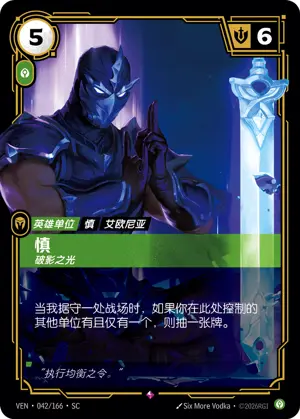 5
6
英雄单位 慎 艾欧尼亚
慎
破影之光
当我据守一处战场时，如果你在此处控制的
其他单位有且仅有一个，则抽一张牌。
“执行均衡之令。”
VEN • 042/166 • SC
Six More Vodka • ©2026RGI